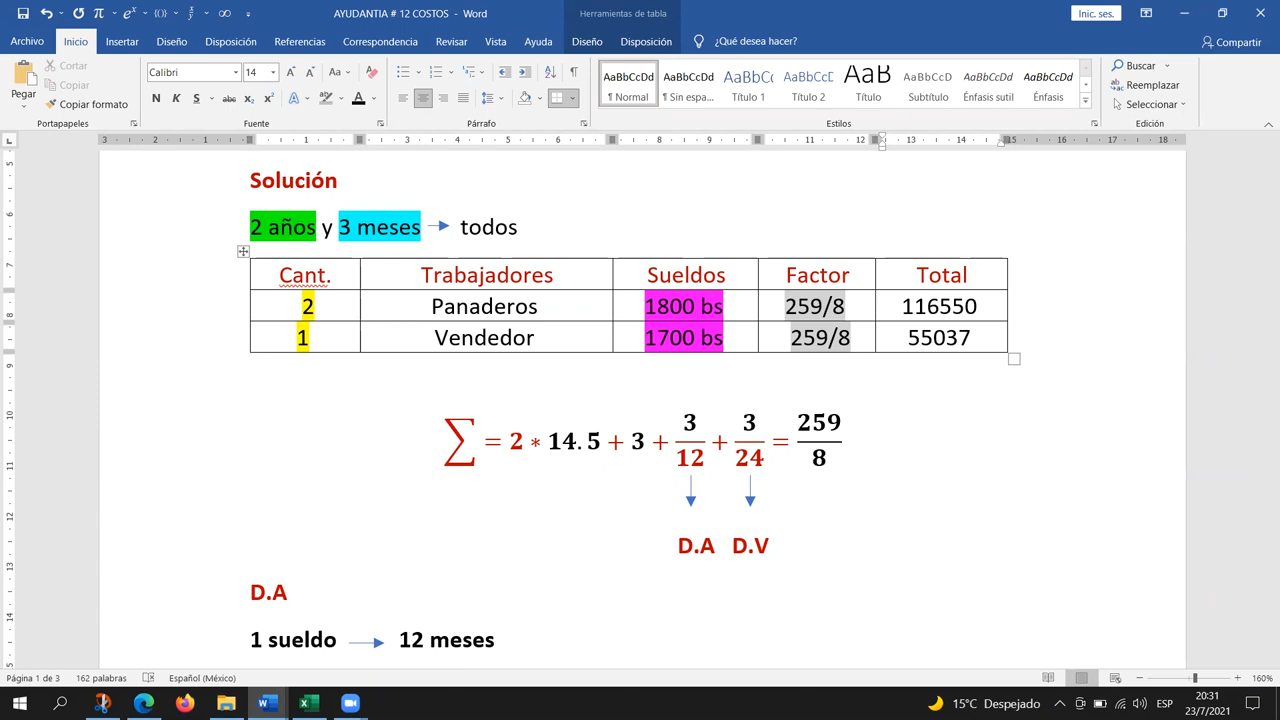 AYUDANTIA # 12 COSTOS - Word
Herramientas de tabla
Inic. ses.
Archivo Inicio Insertar Diseño Disposición Referencias Correspondencia Revisar Vista Ayuda Diseño Disposición ¿Qué desea hacer? Compartir
Pegar
Cortar
Copiar
Copiar formato
Portapapeles
Calibri 14
N K S abc x₂ x²
Fuente
Párrafo
AaBbCcDd AaBbCcDd AaBbCc AaBbCcD AaB AaBbCcD AaBbCcDd AaBbCcDd
¶ Normal ¶ Sin espa... Título 1 Título 2 Título Subtítulo Énfasis sutil Énfasis
Estilos
Buscar
Reemplazar
Seleccionar
Edición
Solución
2 años y 3 meses → todos
Cant. Trabajadores Sueldos Factor Total
2 Panaderos 1800 bs 259/8 116550
1 Vendedor 1700 bs 259/8 55037
∑ = 2 * 14.5 + 3 + 3/12 + 3/24 = 259/8
D.A D.V
D.A
1 sueldo → 12 meses
Página 1 de 3 162 palabras Español (México) 160%
15°C Despejado ESP 20:31
23/7/2021